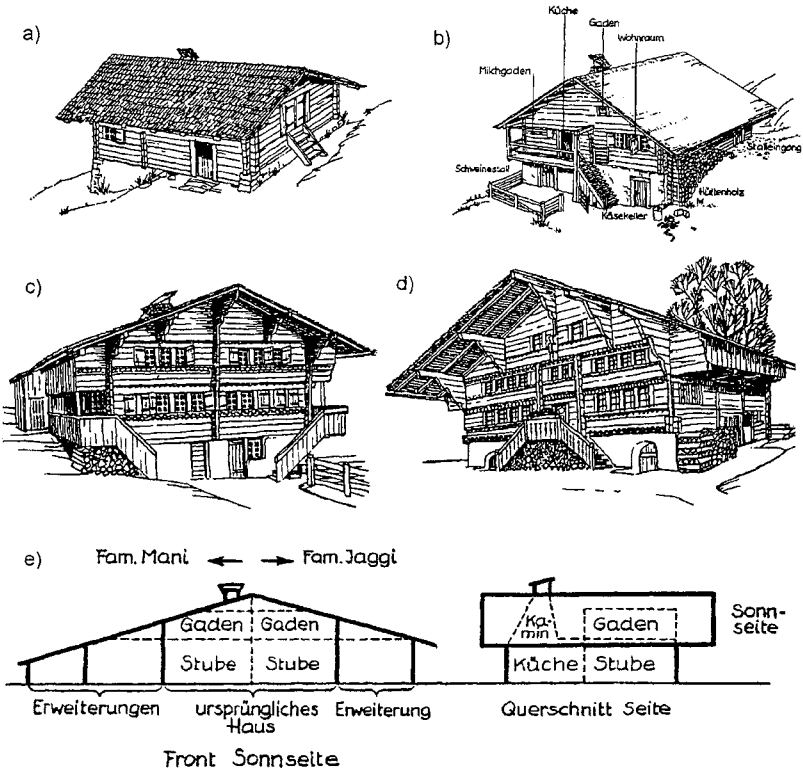 a)
b)
Küche
Gaden
Wohnraum
Milchgaden
Stalleingang
Schweinestall
Hüttenholz
M.
Käsekeller
c)
d)
e)
Fam. Mani
Fam. Jaggi
Gaden
Gaden
Stube
Stube
Erweiterungen
ursprüngliches
Haus
Erweiterung
Front Sonnseite
Ka-
min
Gaden
Küche
Stube
Sonn-
seite
Querschnitt Seite